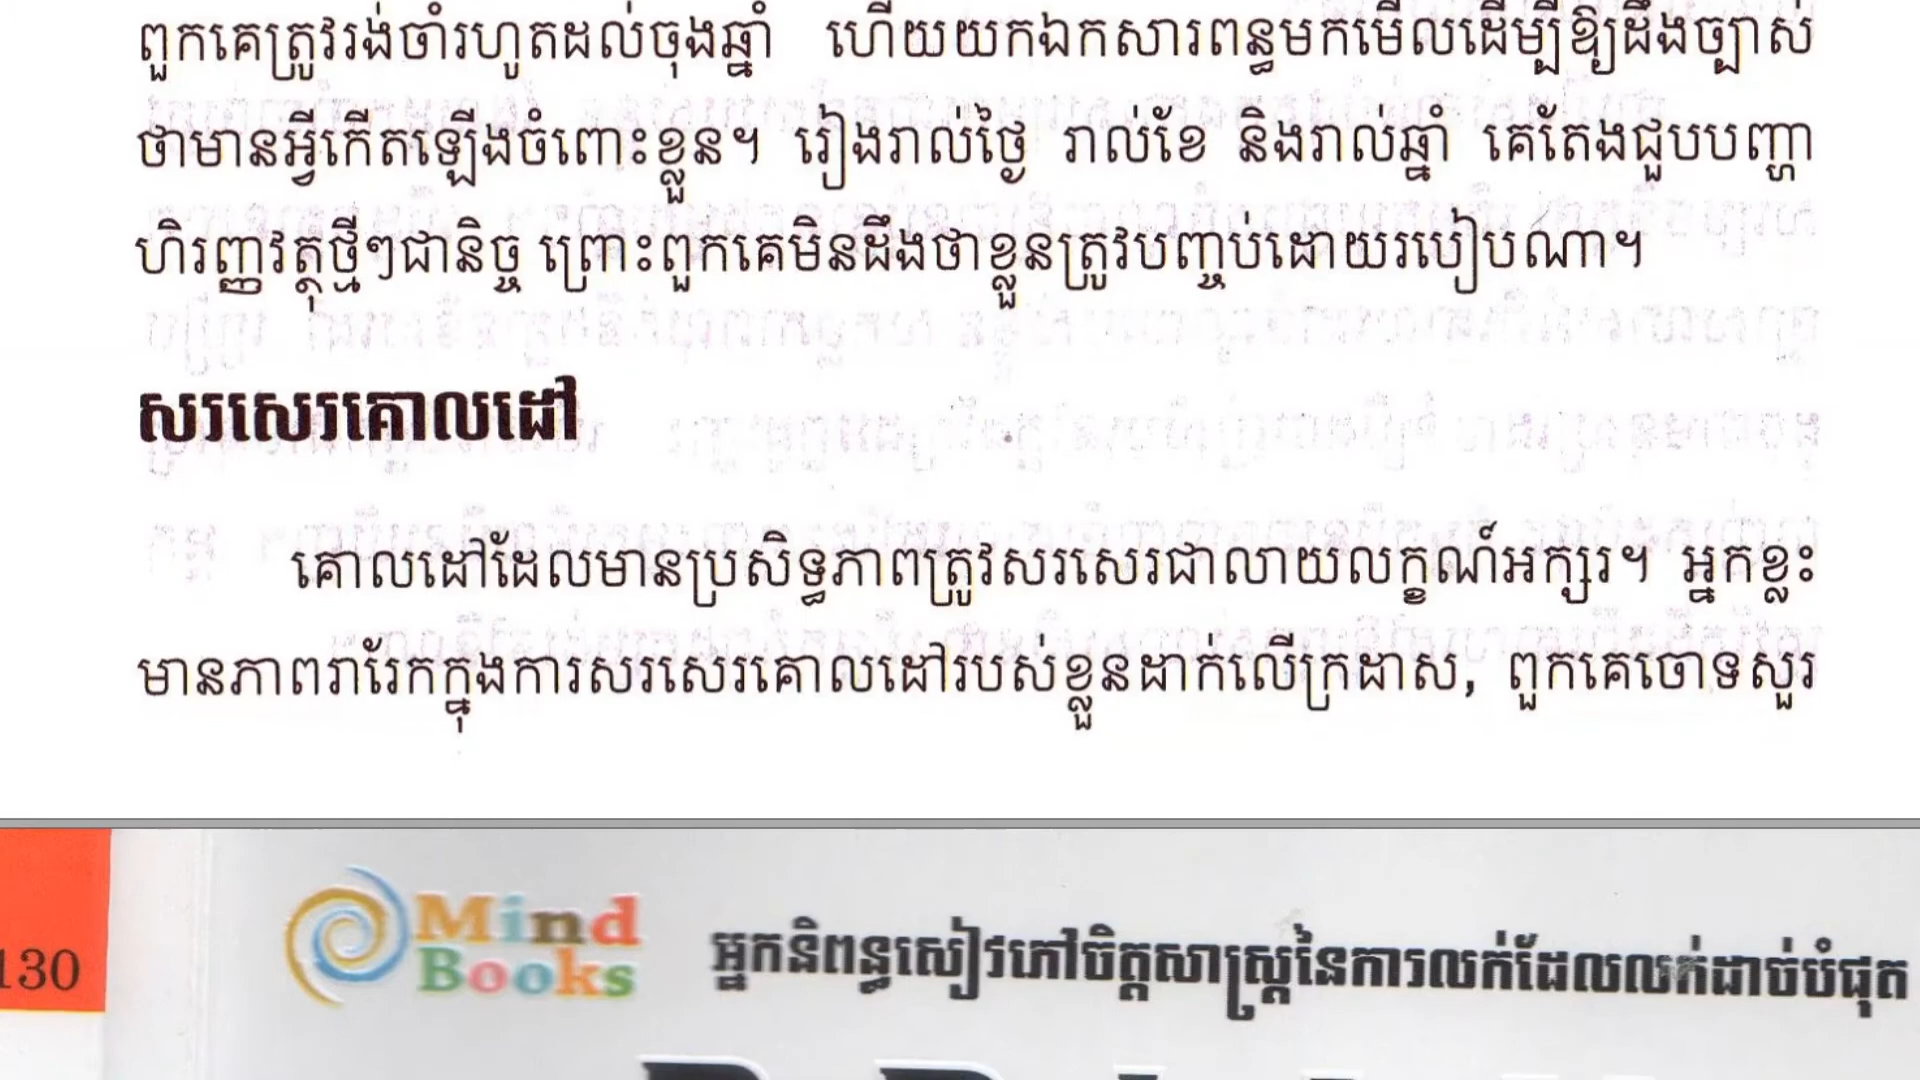 ពួកគេត្រូវរង់ចាំរហូតដល់ចុងឆ្នាំ ហើយយកឯកសារពន្ធមកមើលដើម្បីឱ្យដឹងច្បាស់
ថាមានអ្វីកើតឡើងចំពោះខ្លួន។ រៀងរាល់ថ្ងៃ រាល់ខែ និងរាល់ឆ្នាំ គេតែងជួបបញ្ហា
ហិរញ្ញវត្ថុថ្មីៗជានិច្ច ព្រោះពួកគេមិនដឹងថាខ្លួនត្រូវបញ្ចប់ដោយរបៀបណា។
សរសេរគោលដៅ
គោលដៅដែលមានប្រសិទ្ធភាពត្រូវសរសេរជាលាយលក្ខណ៍អក្សរ។ អ្នកខ្លះ
មានភាពរារែកក្នុងការសរសេរគោលដៅរបស់ខ្លួនដាក់លើក្រដាស, ពួកគេចោទសួរ
130
Mind
Books
អ្នកនិពន្ធសៀវភៅចិត្តសាស្ត្រនៃការលក់ដែលលក់ដាច់បំផុត